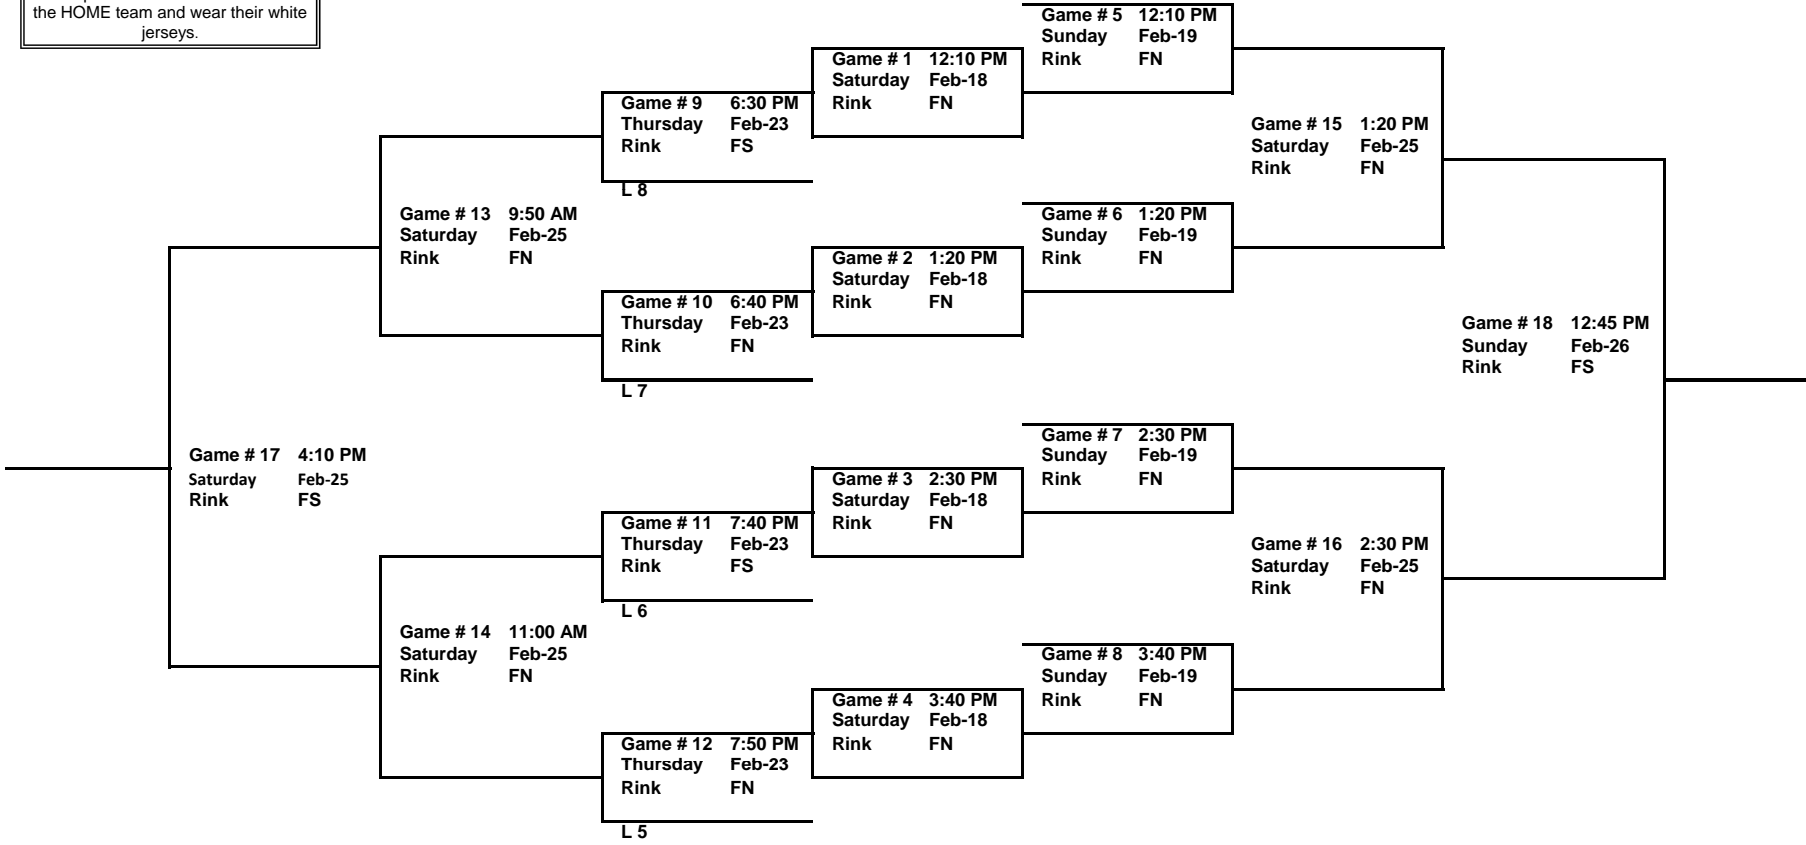 the HOME team and wear their white
jerseys.
Game # 5 12:10 PM
Sunday Feb-19
Rink FN
Game # 1 12:10 PM
Saturday Feb-18
Rink FN
Game # 9 6:30 PM
Thursday Feb-23
Rink FS
L 8
Game # 15 1:20 PM
Saturday Feb-25
Rink FN
Game # 13 9:50 AM
Saturday Feb-25
Rink FN
Game # 6 1:20 PM
Sunday Feb-19
Rink FN
Game # 2 1:20 PM
Saturday Feb-18
Rink FN
Game # 10 6:40 PM
Thursday Feb-23
Rink FN
L 7
Game # 18 12:45 PM
Sunday Feb-26
Rink FS
Game # 7 2:30 PM
Sunday Feb-19
Rink FN
Game # 17 4:10 PM
Saturday Feb-25
Rink FS
Game # 3 2:30 PM
Saturday Feb-18
Rink FN
Game # 11 7:40 PM
Thursday Feb-23
Rink FS
L 6
Game # 16 2:30 PM
Saturday Feb-25
Rink FN
Game # 14 11:00 AM
Saturday Feb-25
Rink FN
Game # 8 3:40 PM
Sunday Feb-19
Rink FN
Game # 4 3:40 PM
Saturday Feb-18
Rink FN
Game # 12 7:50 PM
Thursday Feb-23
Rink FN
L 5